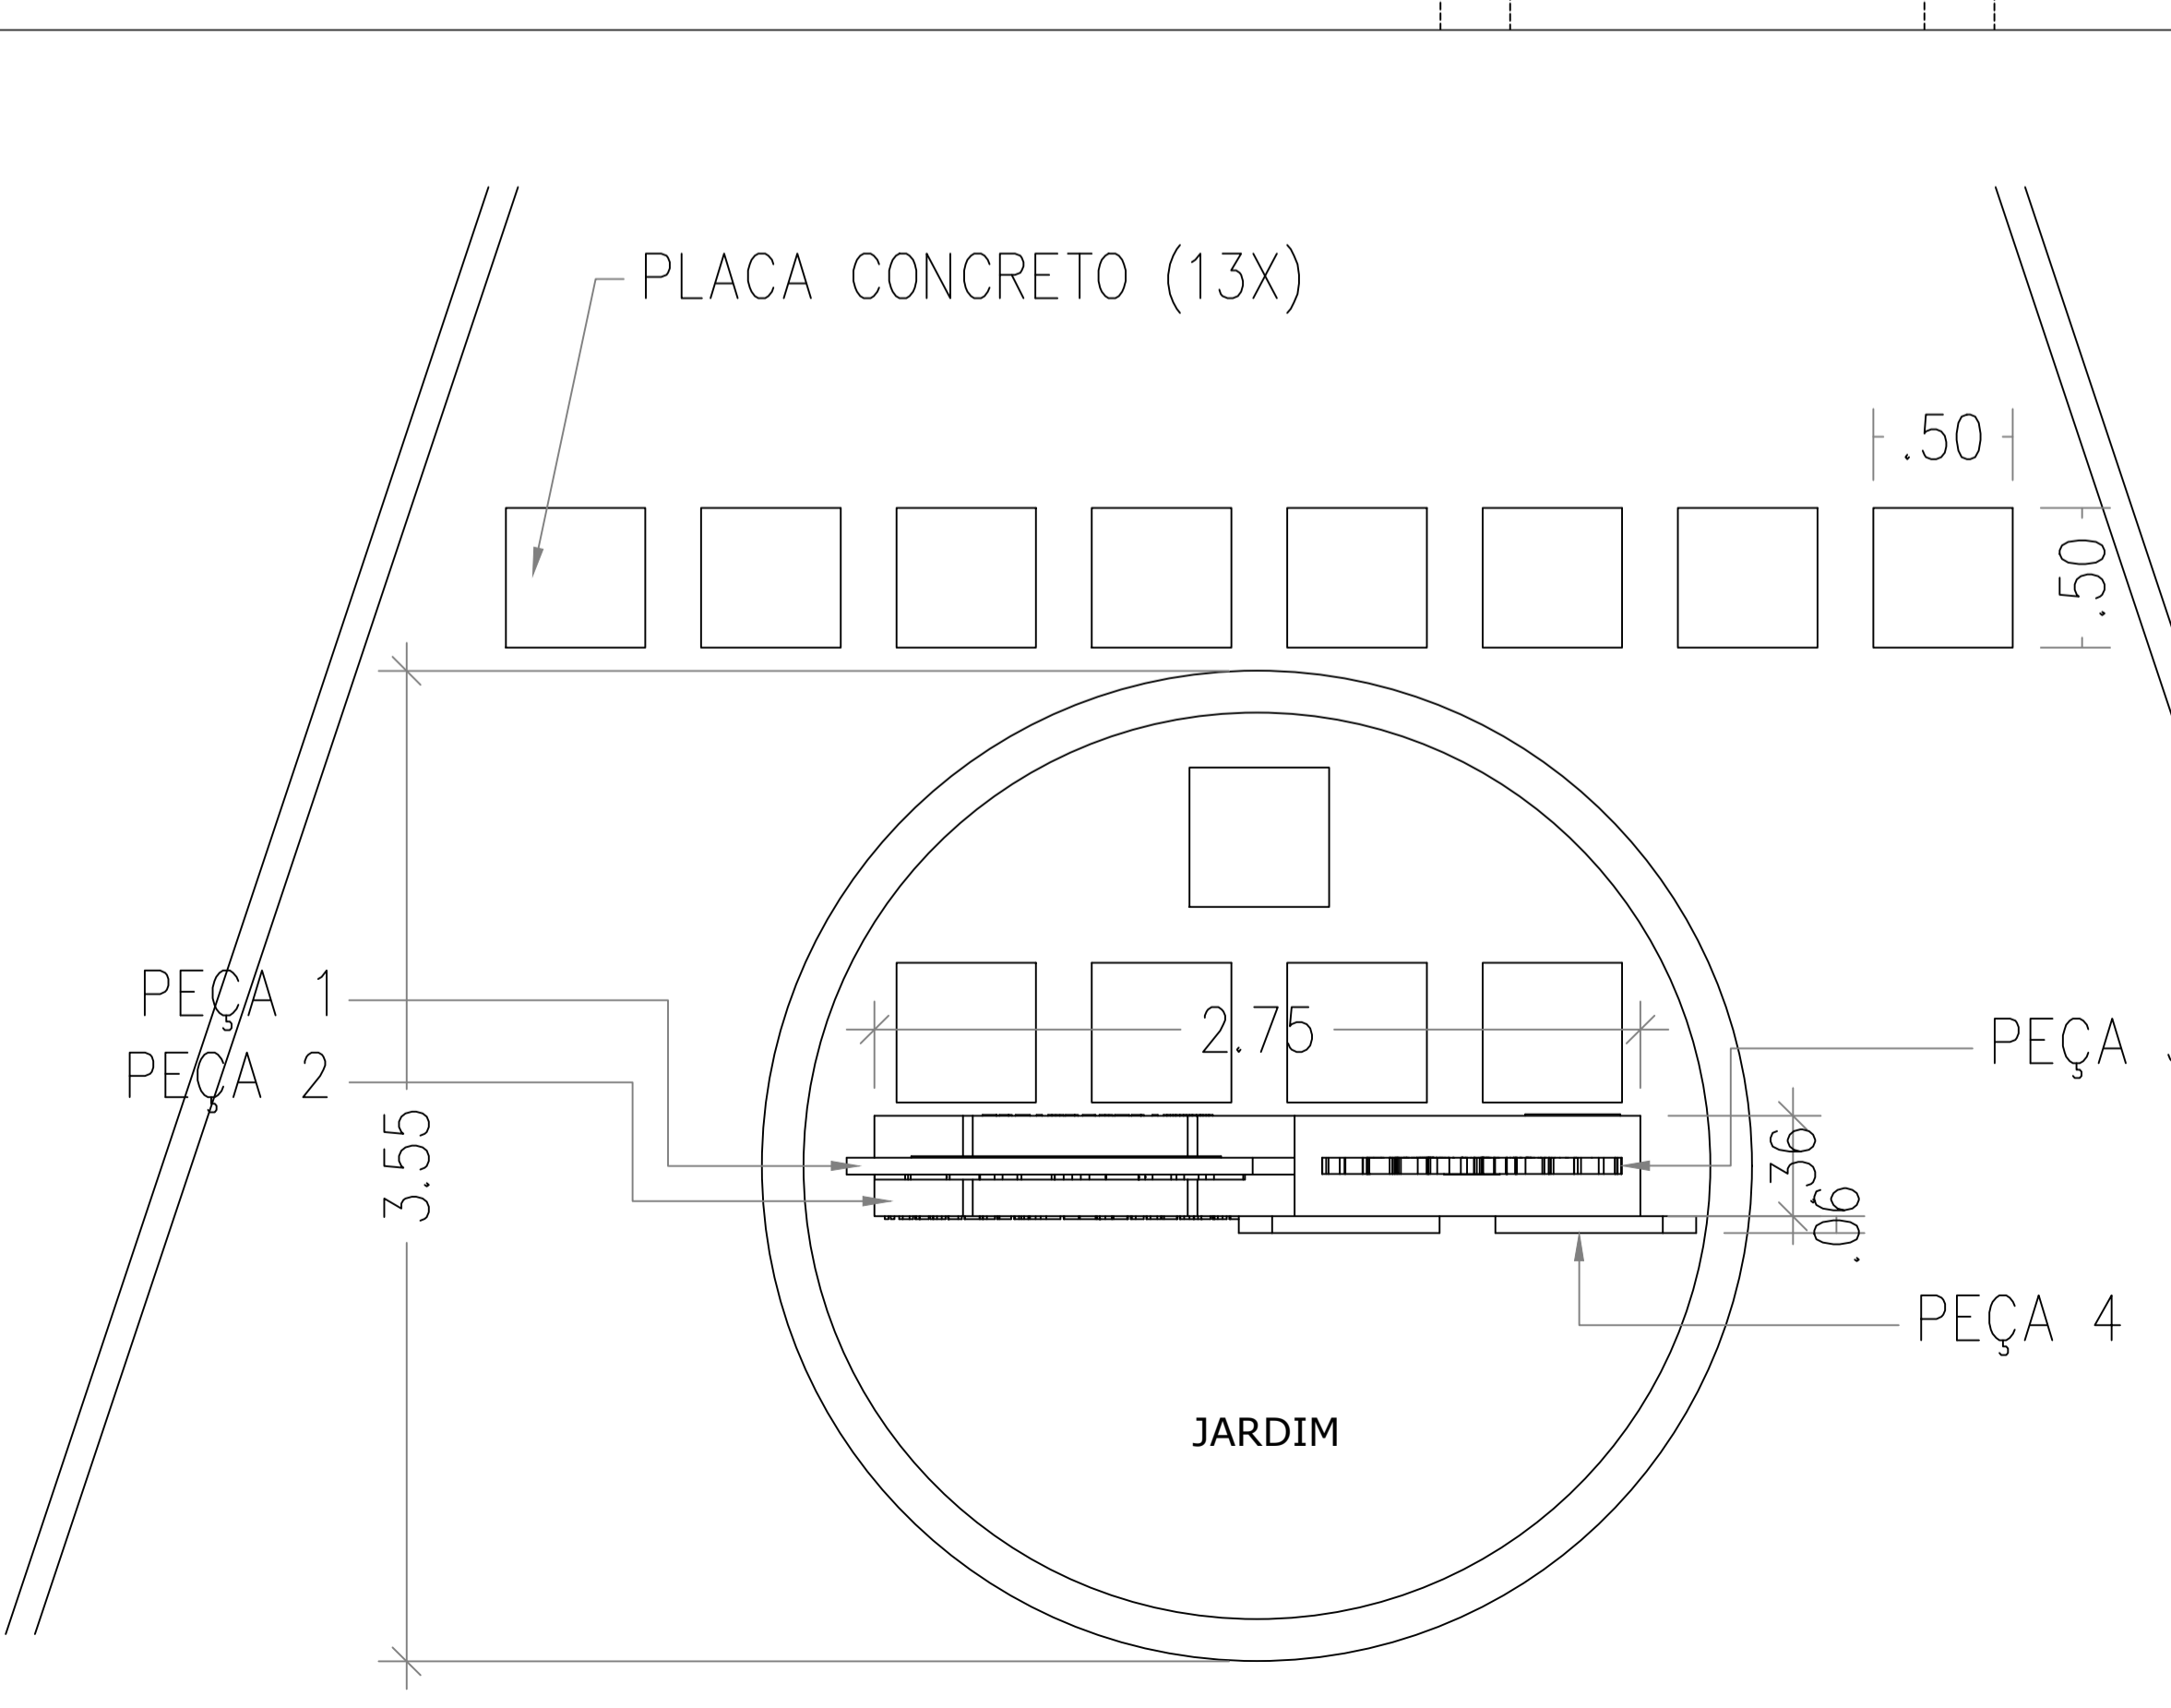 PLACA CONCRETO (13X)
.50
.50
PEÇA 1
2.75
PEÇA
PEÇA 2
3.55
.36
.06
PEÇA 4
JARDIM